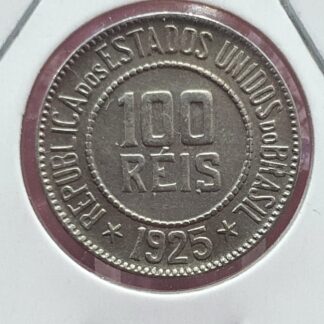 REPUBLICA DOS ESTADOS UNIDOS DO BRASIL
100
RÉIS
1925